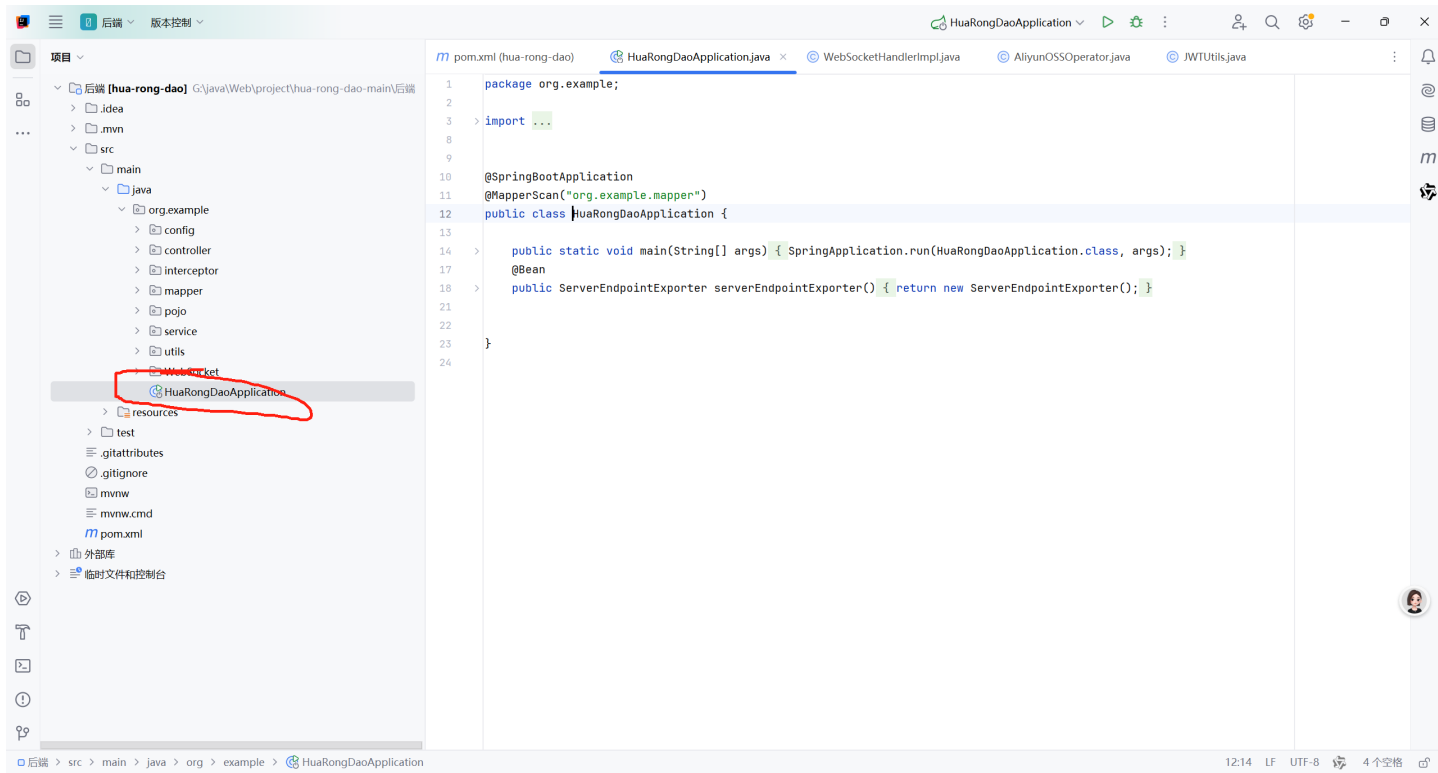 后端 版本控制 HuaRongDaoApplication
项目
pom.xml (hua-rong-dao) HuaRongDaoApplication.java WebSocketHandlerImpl.java AliyunOSSOperator.java JWTUtils.java
后端 [hua-rong-dao] G:\java\Web\project\hua-rong-dao-main\后端
.idea
.mvn
src
main
java
org.example
config
controller
interceptor
mapper
pojo
service
utils
WebSocket
HuaRongDaoApplication
resources
test
.gitattributes
.gitignore
mvnw
mvnw.cmd
pom.xml
外部库
临时文件和控制台
1 package org.example;
2
3 import ...
8
9
10 @SpringBootApplication
11 @MapperScan("org.example.mapper")
12 public class HuaRongDaoApplication {
13
14 public static void main(String[] args) { SpringApplication.run(HuaRongDaoApplication.class, args); }
17 @Bean
18 public ServerEndpointExporter serverEndpointExporter() { return new ServerEndpointExporter(); }
21
22
23 }
24
后端 > src > main > java > org > example > HuaRongDaoApplication 12:14 LF UTF-8 4 个空格